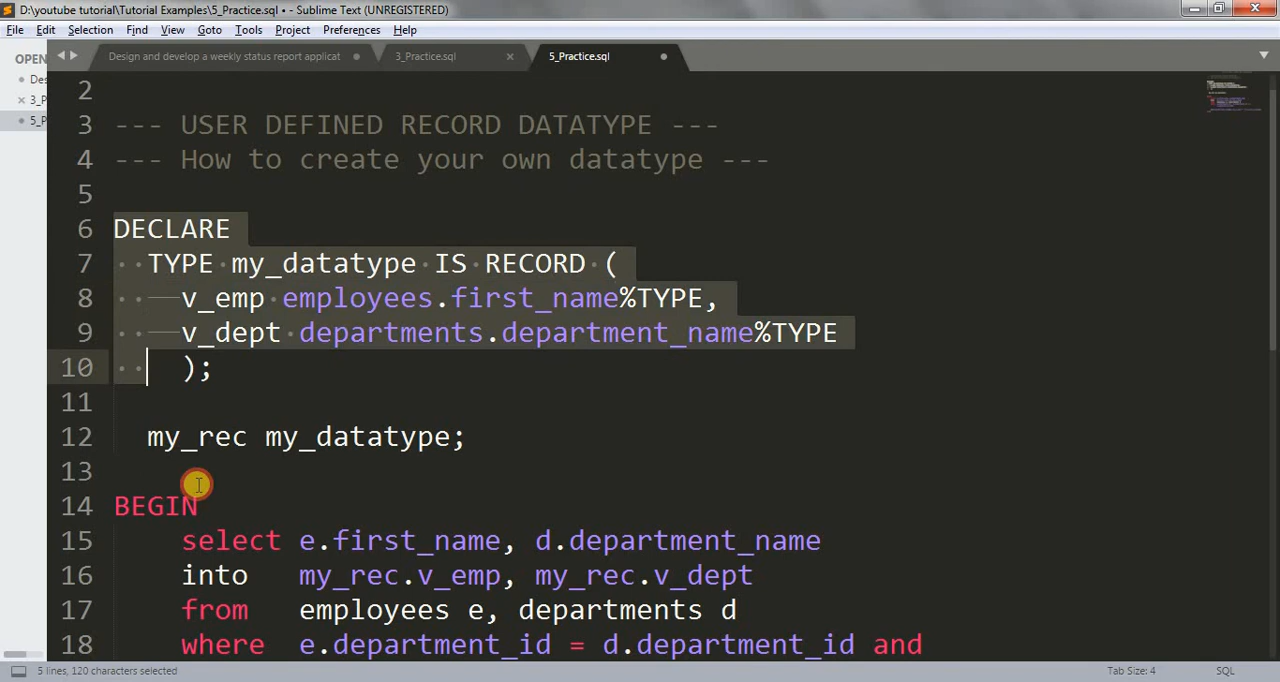 D:\youtube tutorial\Tutorial Examples\5_Practice.sql • - Sublime Text (UNREGISTERED)
File Edit Selection Find View Goto Tools Project Preferences Help
OPEN
Des
3_P
5_P
Design and develop a weekly status report applicat
3_Practice.sql
5_Practice.sql
2
3 --- USER DEFINED RECORD DATATYPE ---
4 --- How to create your own datatype ---
5
6 DECLARE
7 TYPE my_datatype IS RECORD (
8 v_emp employees.first_name%TYPE,
9 v_dept departments.department_name%TYPE
10 );
11
12 my_rec my_datatype;
13
14 BEGIN
15 select e.first_name, d.department_name
16 into my_rec.v_emp, my_rec.v_dept
17 from employees e, departments d
18 where e.department_id = d.department_id and
5 lines, 120 characters selected
Tab Size: 4
SQL